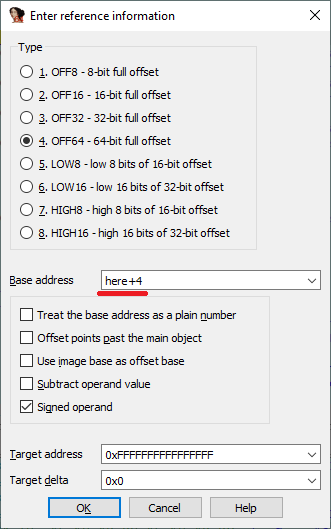 Enter reference information
Type
1. OFF8 - 8-bit full offset
2. OFF16 - 16-bit full offset
3. OFF32 - 32-bit full offset
4. OFF64 - 64-bit full offset
5. LOW8 - low 8 bits of 16-bit offset
6. LOW16 - low 16 bits of 32-bit offset
7. HIGH8 - high 8 bits of 16-bit offset
8. HIGH16 - high 16 bits of 32-bit offset
Base address here+4
Treat the base address as a plain number
Offset points past the main object
Use image base as offset base
Subtract operand value
Signed operand
Target address 0xFFFFFFFFFFFFFFFF
Target delta 0x0
OK Cancel Help